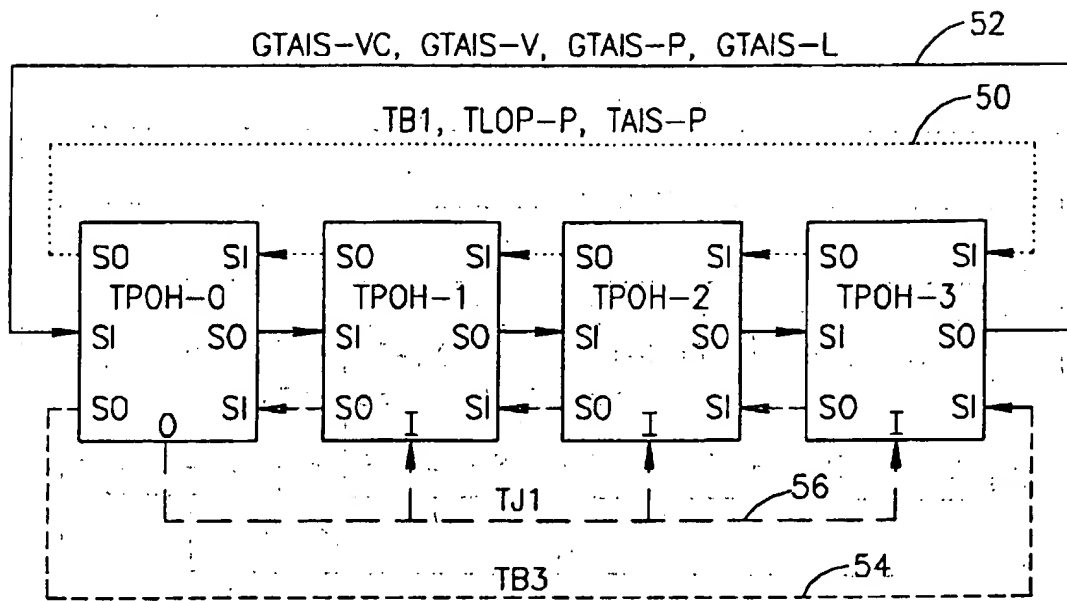 52
GTAIS-VC, GTAIS-V, GTAIS-P, GTAIS-L
50
TB1, TLOP-P, TAIS-P
SO SI SO SI SO SI SO SI
TPOH-0 TPOH-1 TPOH-2 TPOH-3
SI SO SI SO SI SO SI SO
SO SI SO SI SO SI SO SI
O I I I
56
TJ1
54
TB3